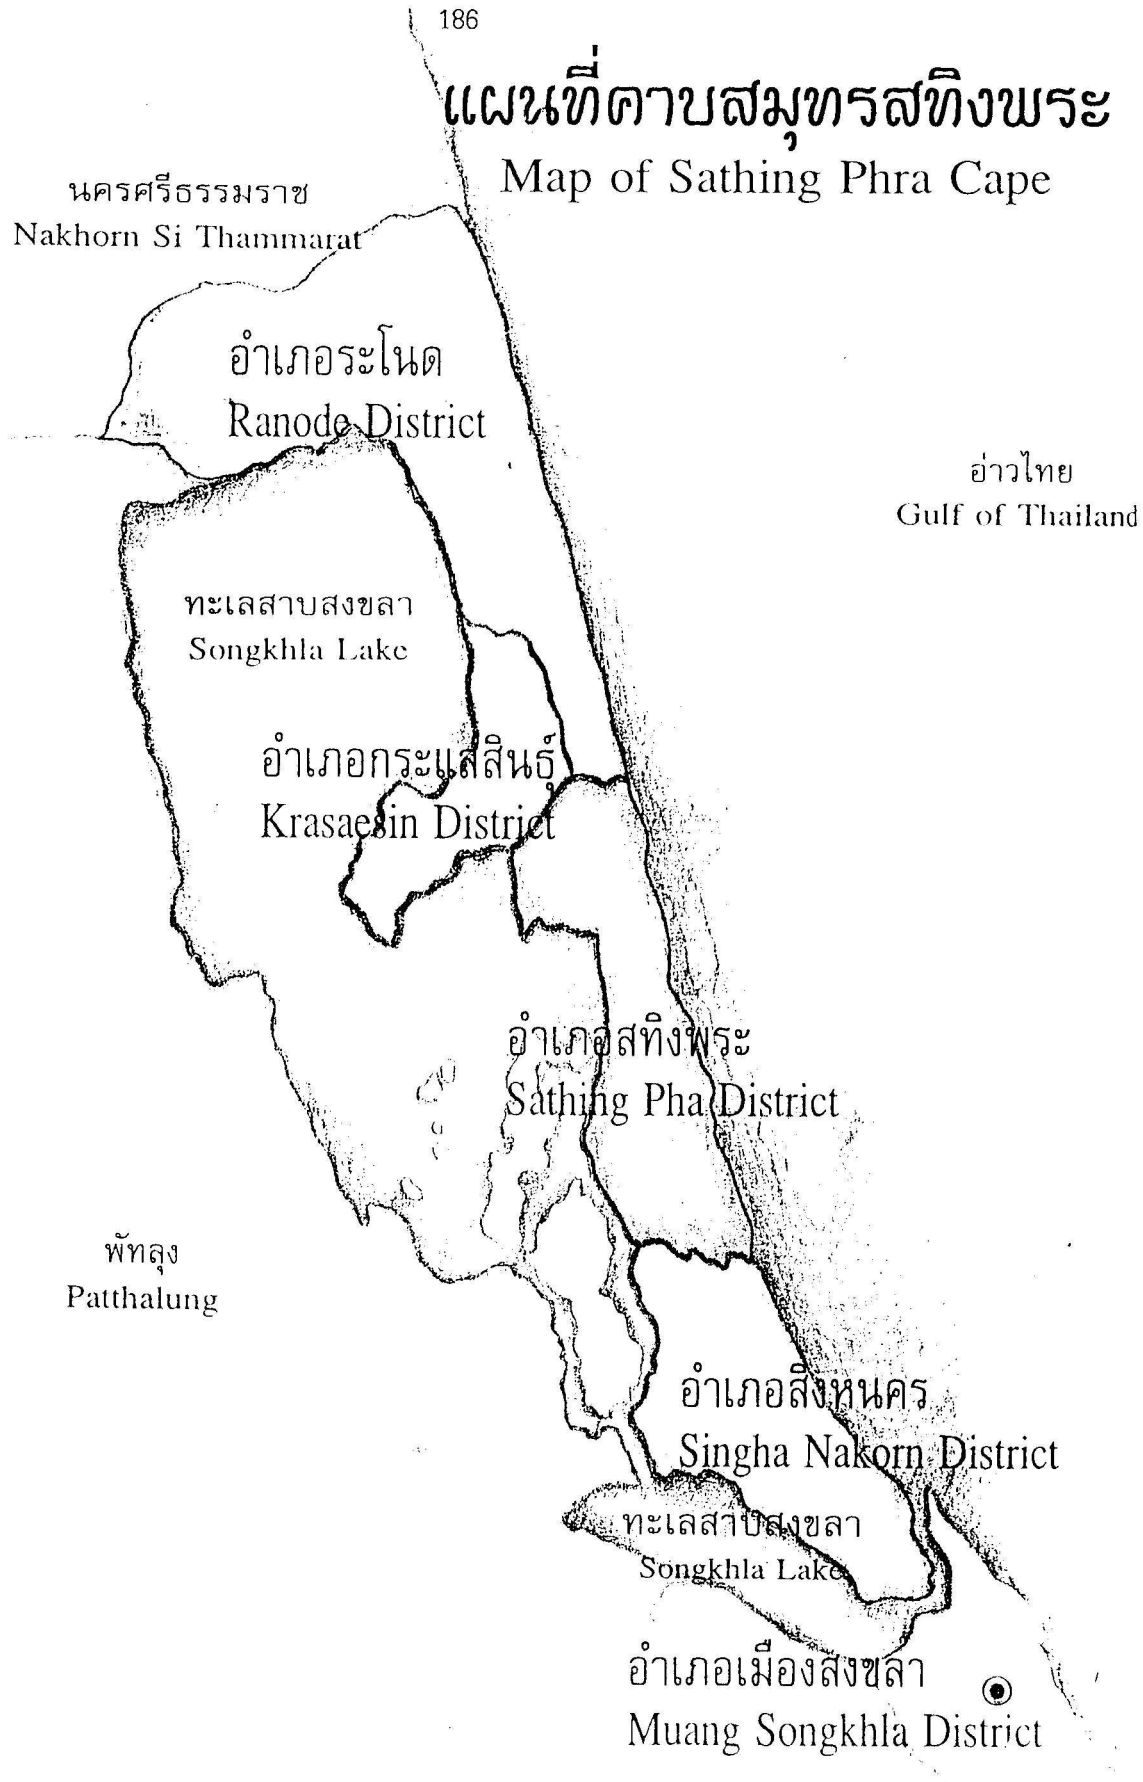 186
แผนที่คาบสมุทรสทิงพระ
Map of Sathing Phra Cape
นครศรีธรรมราช
Nakhorn Si Thammarat
อำเภอระโนด
Ranode District
อ่าวไทย
Gulf of Thailand
ทะเลสาบสงขลา
Songkhla Lake
อำเภอกระแสสินธุ์
Krasaesin District
อำเภอสทิงพระ
Sathing Pha District
พัทลุง
Patthalung
อำเภอสิงหนคร
Singha Nakorn District
ทะเลสาบสงขลา
Songkhla Lake
อำเภอเมืองสงขลา
Muang Songkhla District